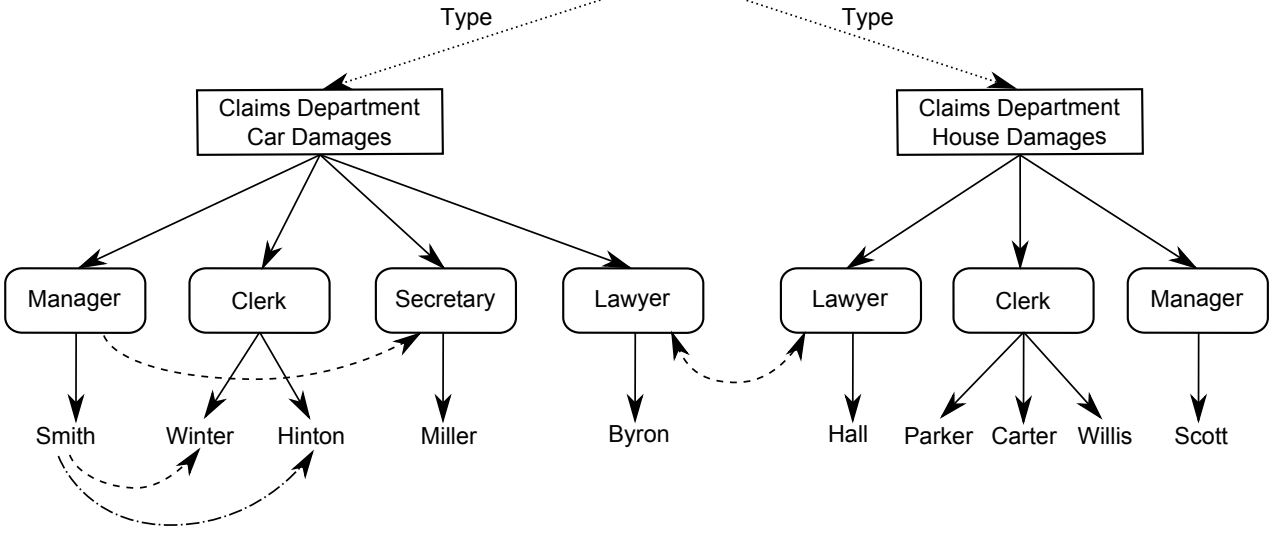 Type
Type
Claims Department
Car Damages
Claims Department
House Damages
Manager
Clerk
Secretary
Lawyer
Lawyer
Clerk
Manager
Smith
Winter
Hinton
Miller
Byron
Hall
Parker
Carter
Willis
Scott